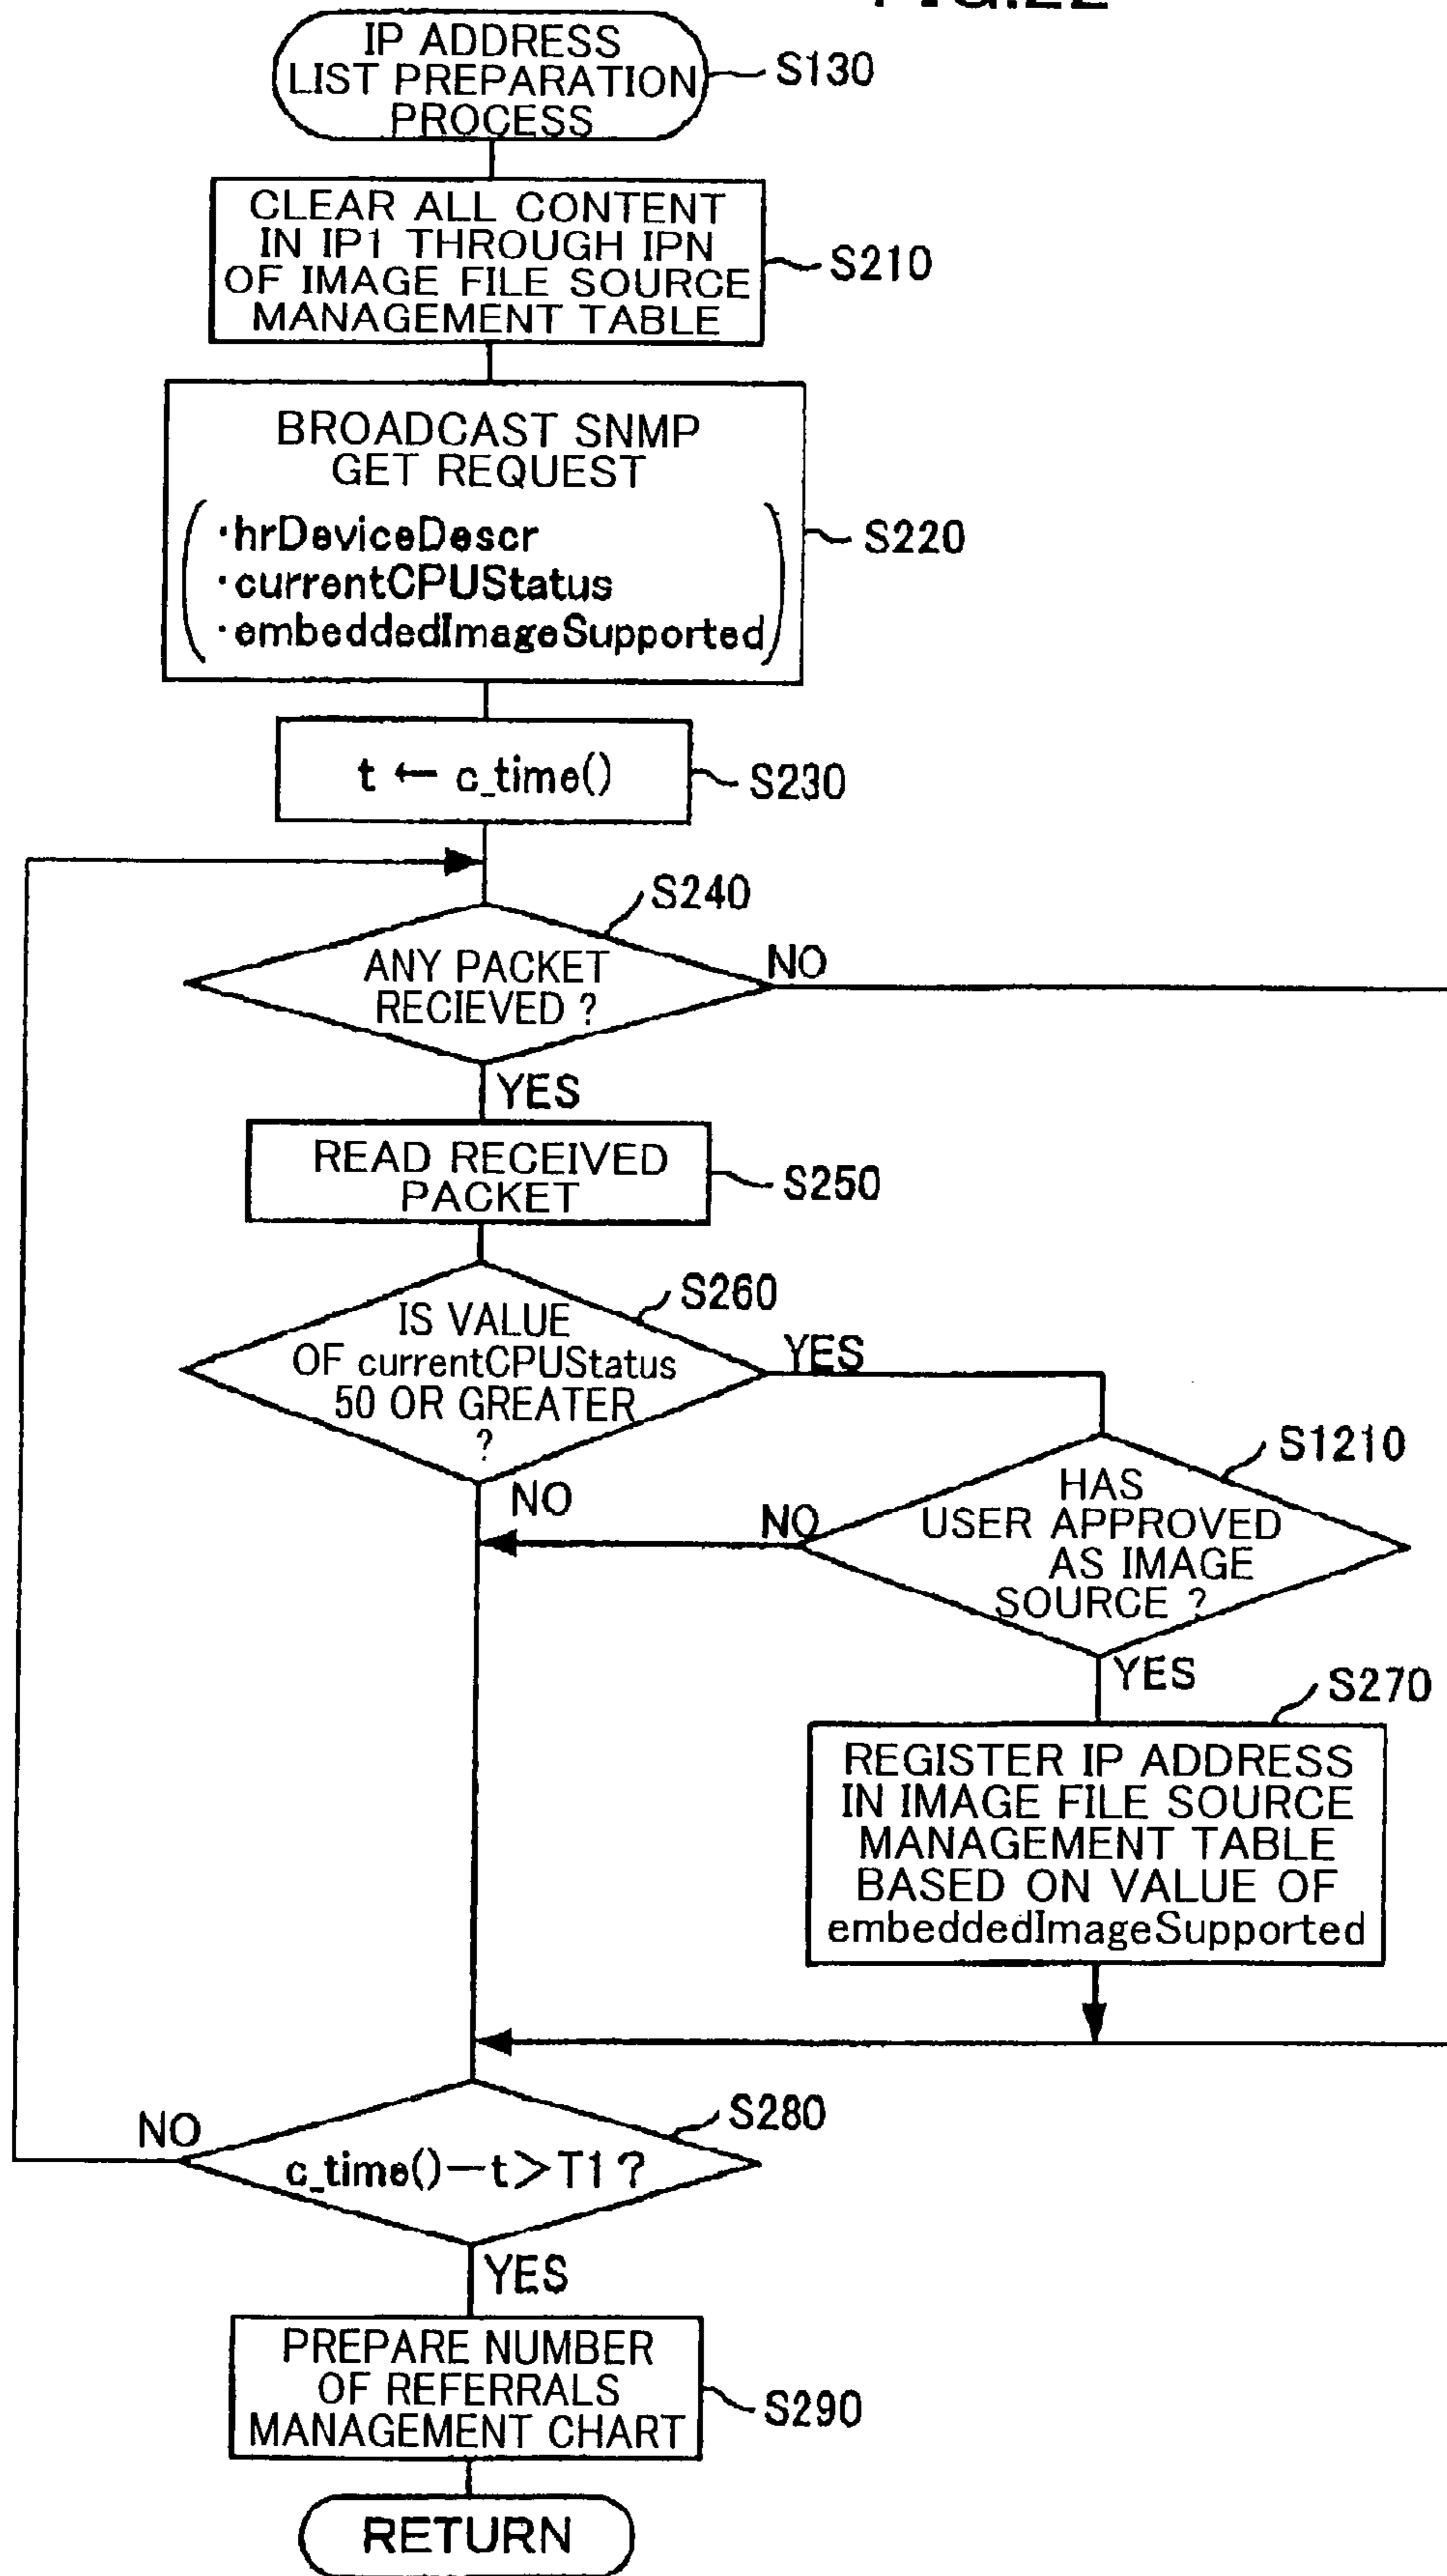 IP ADDRESS
LIST PREPARATION
PROCESS
S130
CLEAR ALL CONTENT
IN IP1 THROUGH IPN
OF IMAGE FILE SOURCE
MANAGEMENT TABLE
S210
BROADCAST SNMP
GET REQUEST
·hrDeviceDescr
·currentCPUStatus
·embeddedImageSupported
S220
t ← c_time()
S230
S240
ANY PACKET
RECIEVED ?
NO
YES
READ RECEIVED
PACKET
S250
S260
IS VALUE
OF currentCPUStatus
50 OR GREATER
?
YES
NO
S1210
HAS
USER APPROVED
AS IMAGE
SOURCE ?
NO
YES
S270
REGISTER IP ADDRESS
IN IMAGE FILE SOURCE
MANAGEMENT TABLE
BASED ON VALUE OF
embeddedImageSupported
S280
NO
c_time()−t>T1 ?
YES
PREPARE NUMBER
OF REFERRALS
MANAGEMENT CHART
S290
RETURN